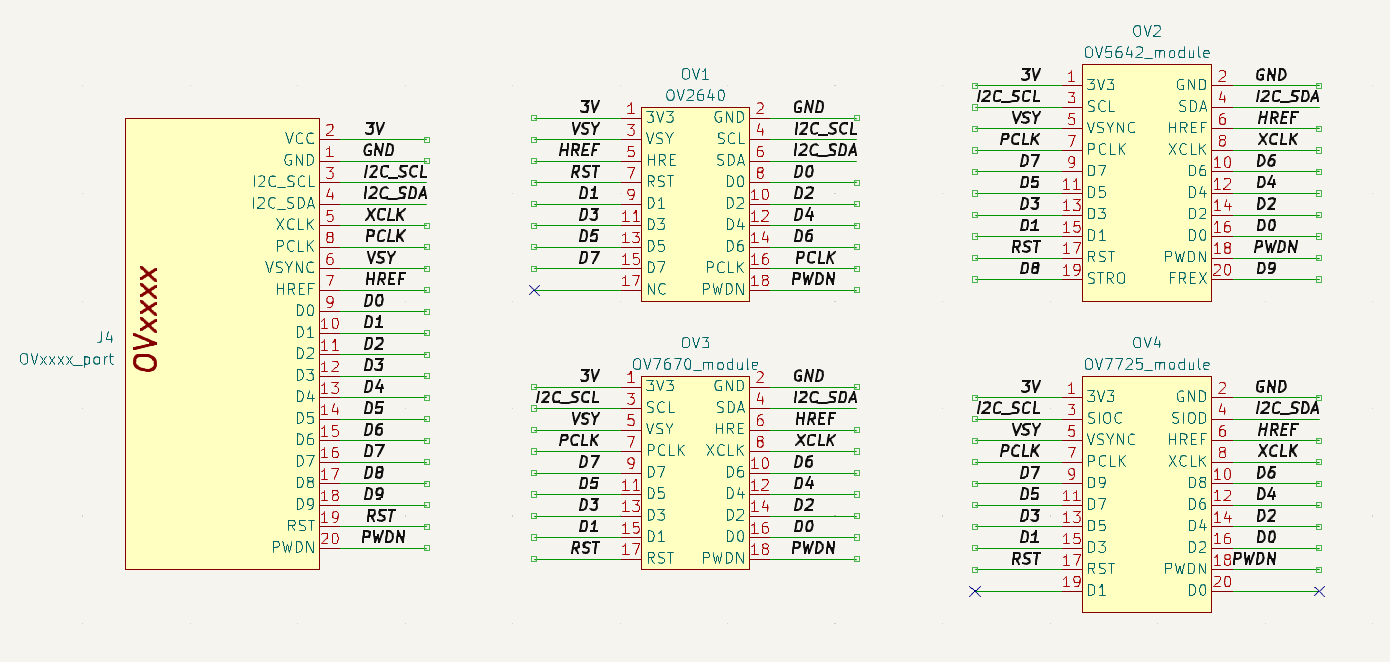 OVxxxx
J4
OVxxxx_port
VCC 2 3V
GND 1 GND
I2C_SCL 3 I2C_SCL
I2C_SDA 4 I2C_SDA
XCLK 5 XCLK
PCLK 8 PCLK
VSYNC 6 VSY
HREF 7 HREF
D0 9 D0
D1 10 D1
D2 11 D2
D3 12 D3
D4 13 D4
D5 14 D5
D6 15 D6
D7 16 D7
D8 17 D8
D9 18 D9
RST 19 RST
PWDN 20 PWDN
OV1
OV2640
3V 1 3V3 GND 2 GND
VSY 3 VSY SCL 4 I2C_SCL
HREF 5 HRE SDA 6 I2C_SDA
RST 7 RST D0 8 D0
D1 9 D1 D2 10 D2
D3 11 D3 D4 12 D4
D5 13 D5 D6 14 D6
D7 15 D7 PCLK 16 PCLK
17 NC PWDN 18 PWDN
OV2
OV5642_module
3V 1 3V3 GND 2 GND
I2C_SCL 3 SCL SDA 4 I2C_SDA
VSY 5 VSYNC HREF 6 HREF
PCLK 7 PCLK XCLK 8 XCLK
D7 9 D7 D6 10 D6
D5 11 D5 D4 12 D4
D3 13 D3 D2 14 D2
D1 15 D1 D0 16 D0
RST 17 RST PWDN 18 PWDN
D8 19 STRO FREX 20 D9
OV3
OV7670_module
3V 1 3V3 GND 2 GND
I2C_SCL 3 SCL SDA 4 I2C_SDA
VSY 5 VSY HRE 6 HREF
PCLK 7 PCLK XCLK 8 XCLK
D7 9 D7 D6 10 D6
D5 11 D5 D4 12 D4
D3 13 D3 D2 14 D2
D1 15 D1 D0 16 D0
RST 17 RST PWDN 18 PWDN
OV4
OV7725_module
3V 1 3V3 GND 2 GND
I2C_SCL 3 SIOC SIOD 4 I2C_SDA
VSY 5 VSYNC HREF 6 HREF
PCLK 7 PCLK XCLK 8 XCLK
D7 9 D9 D8 10 D6
D5 11 D7 D6 12 D4
D3 13 D5 D4 14 D2
D1 15 D3 D2 16 D0
RST 17 RST PWDN 18 PWDN
19 D1 D0 20